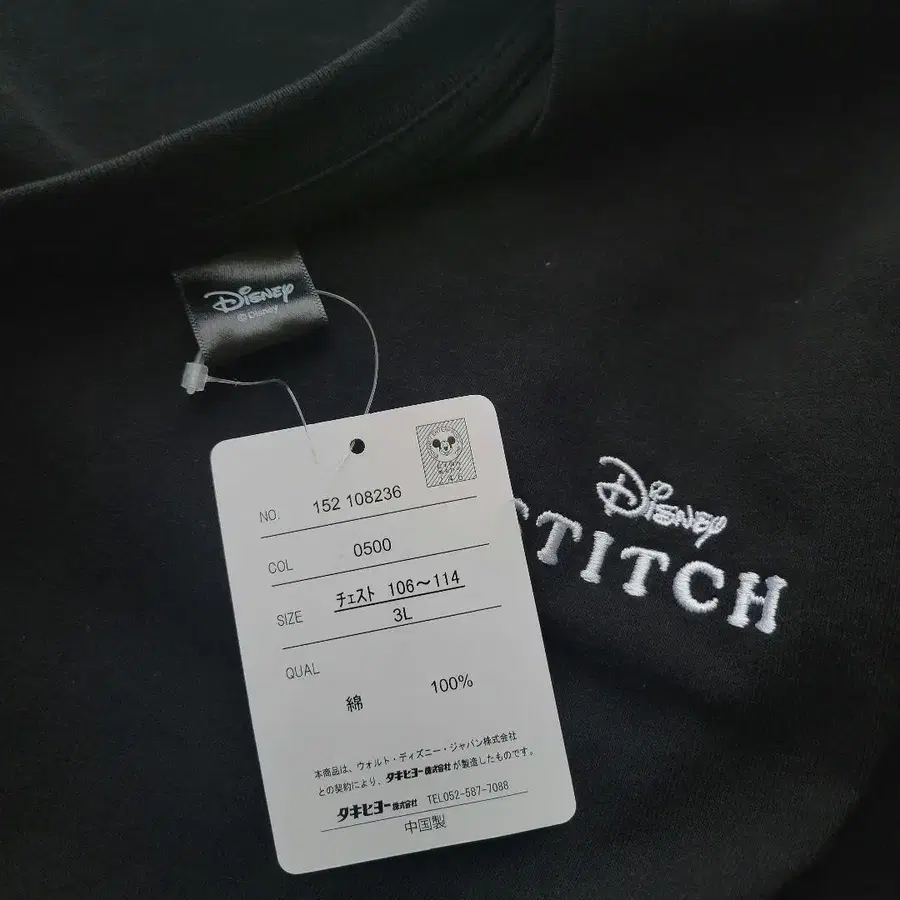 Disney
© Disney
NO. 152 108236
COL 0500
SIZE チェスト 106～114
3L
QUAL
綿 100%
本商品は、ウォルト・ディズニー・ジャパン株式会社
との契約により、タキヒヨー株式会社が製造したものです。
タキヒヨー株式会社 TEL052-587-7088
中国製
Disney
STITCH